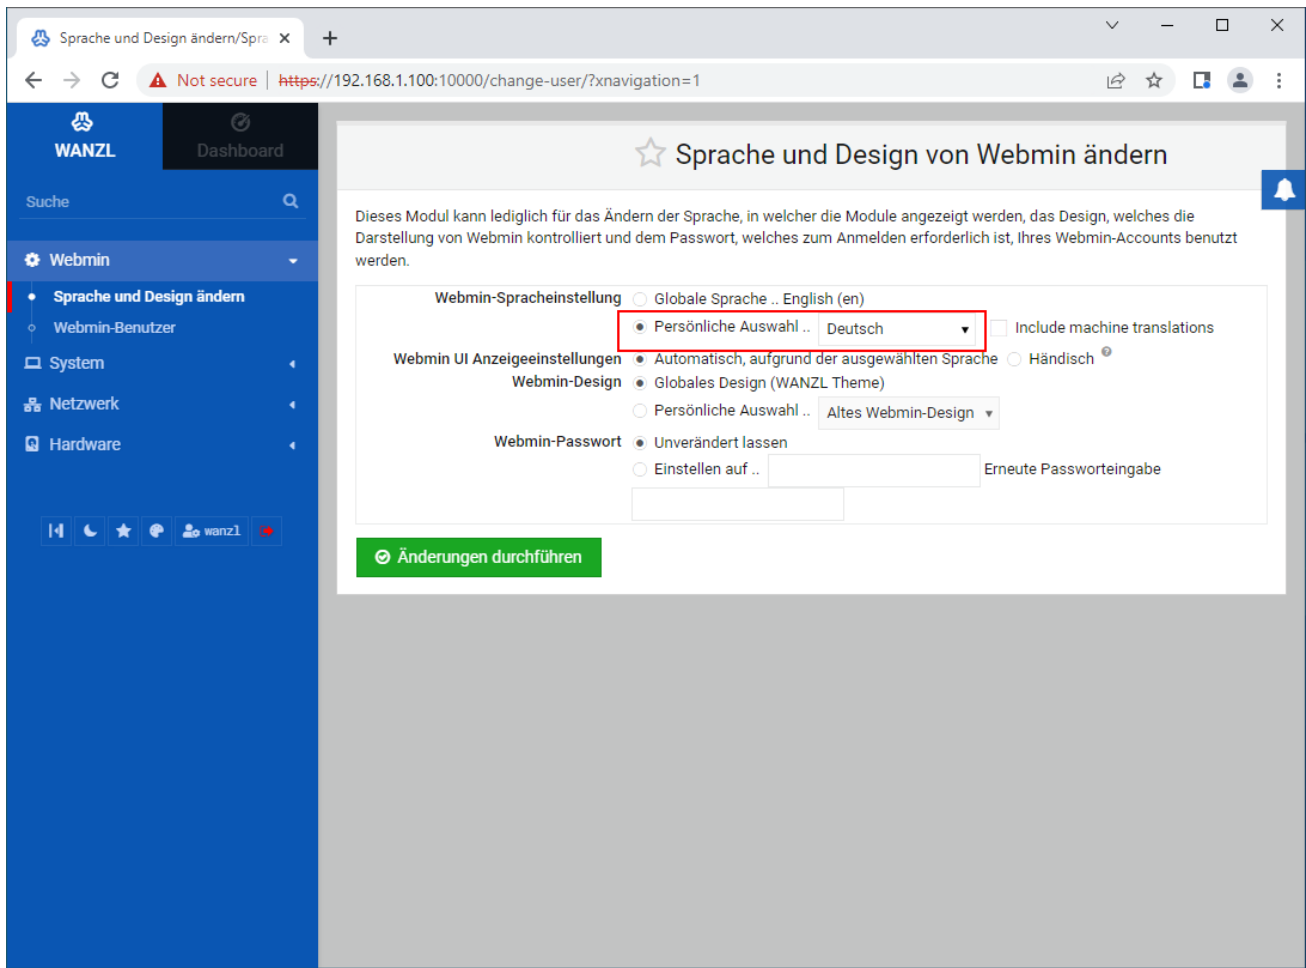 Sprache und Design ändern/Spra
Not secure | https://192.168.1.100:10000/change-user/?xnavigation=1
WANZL
Dashboard
Suche
Webmin
Sprache und Design ändern
Webmin-Benutzer
System
Netzwerk
Hardware
wanzl
Sprache und Design von Webmin ändern
Dieses Modul kann lediglich für das Ändern der Sprache, in welcher die Module angezeigt werden, das Design, welches die
Darstellung von Webmin kontrolliert und dem Passwort, welches zum Anmelden erforderlich ist, Ihres Webmin-Accounts benutzt
werden.
Webmin-Spracheinstellung Globale Sprache .. English (en)
Persönliche Auswahl .. Deutsch Include machine translations
Webmin UI Anzeigeeinstellungen Automatisch, aufgrund der ausgewählten Sprache Händisch
Webmin-Design Globales Design (WANZL Theme)
Persönliche Auswahl .. Altes Webmin-Design
Webmin-Passwort Unverändert lassen
Einstellen auf .. Erneute Passworteingabe
Änderungen durchführen